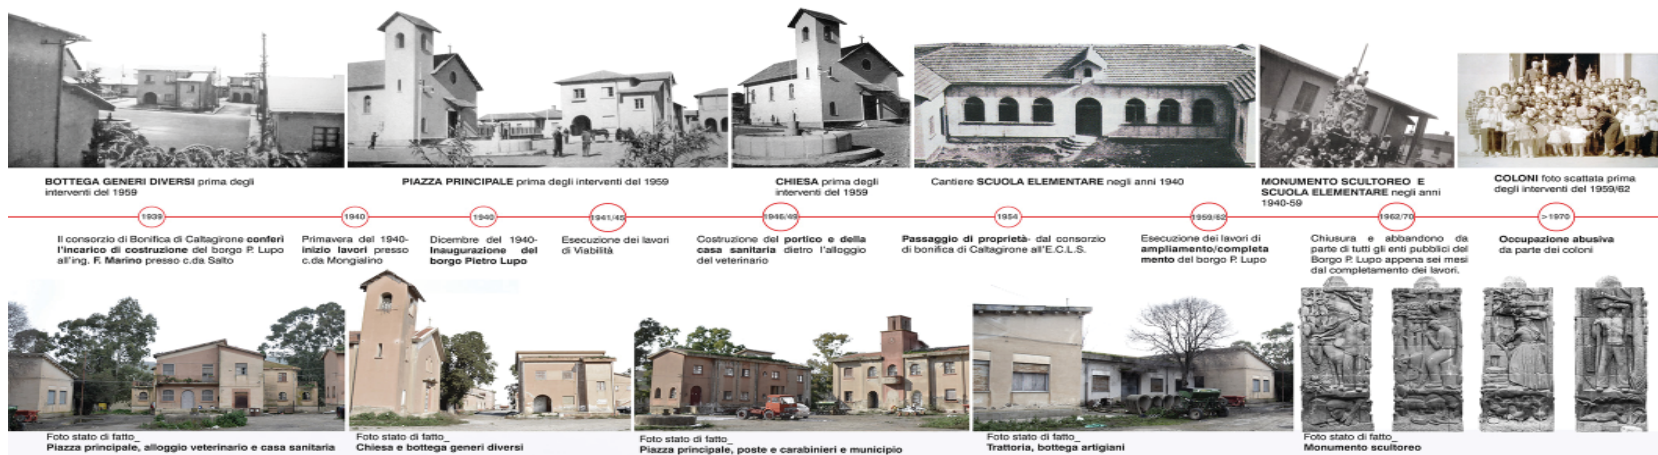 BOTTEGA GENERI DIVERSI prima degli
interventi del 1959
PIAZZA PRINCIPALE prima degli interventi del 1959
CHIESA prima degli
interventi del 1959
Cantiere SCUOLA ELEMENTARE negli anni 1940
MONUMENTO SCULTOREO E
SCUOLA ELEMENTARE negli anni
1940-59
COLONI foto scattata prima
degli interventi del 1959/62
1939
1940
1940
1941/45
1946/49
1954
1959/62
1962/70
>1970
Il consorzio di Bonifica di Caltagirone conferì
l'incarico di costruzione del borgo P. Lupo
all'ing. F. Marino presso c.da Salto
Primavera del 1940-
inizio lavori presso
c.da Mongialino
Dicembre del 1940-
Inaugurazione del
borgo Pietro Lupo
Esecuzione dei lavori
di Viabilità
Costruzione del portico e della
casa sanitaria dietro l'alloggio
del veterinario
Passaggio di proprietà- dal consorzio
di bonifica di Caltagirone all'E.C.L.S.
Esecuzione dei lavori di
ampliamento/completa
mento del borgo P. Lupo
Chiusura e abbandono da
parte di tutti gli enti pubblici del
Borgo P. Lupo appena sei mesi
dal completamento dei lavori.
Occupazione abusiva
da parte dei coloni
Foto stato di fatto_
Piazza principale, alloggio veterinario e casa sanitaria
Foto stato di fatto_
Chiesa e bottega generi diversi
Foto stato di fatto_
Piazza principale, poste e carabinieri e municipio
Foto stato di fatto_
Trattoria, bottega artigiani
Foto stato di fatto_
Monumento scultoreo